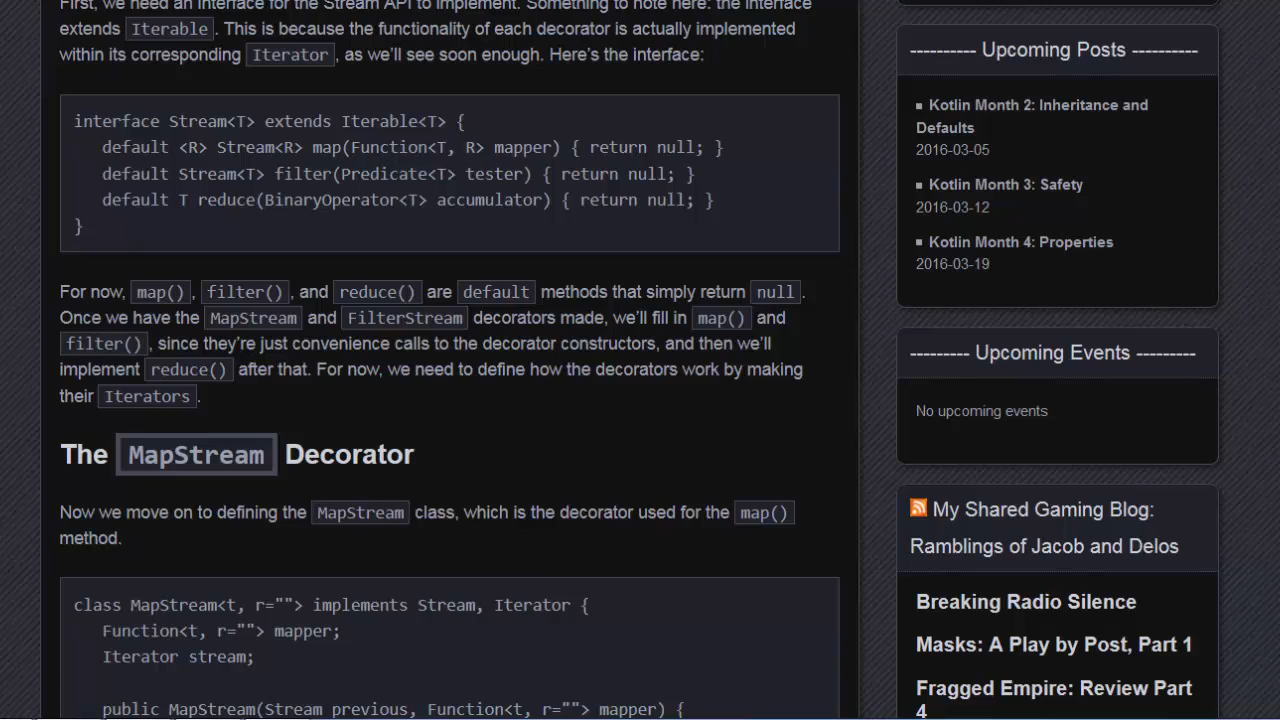 First, we need an interface for the Stream API to implement. Something to note here: the interface
extends Iterable. This is because the functionality of each decorator is actually implemented
within its corresponding Iterator, as we'll see soon enough. Here's the interface:
interface Stream<T> extends Iterable<T> {
default <R> Stream<R> map(Function<T, R> mapper) { return null; }
default Stream<T> filter(Predicate<T> tester) { return null; }
default T reduce(BinaryOperator<T> accumulator) { return null; }
}
For now, map(), filter(), and reduce() are default methods that simply return null.
Once we have the MapStream and FilterStream decorators made, we'll fill in map() and
filter(), since they're just convenience calls to the decorator constructors, and then we'll
implement reduce() after that. For now, we need to define how the decorators work by making
their Iterators.
The MapStream Decorator
Now we move on to defining the MapStream class, which is the decorator used for the map()
method.
class MapStream<t, r=""> implements Stream, Iterator {
Function<t, r=""> mapper;
Iterator stream;
public MapStream(Stream previous, Function<t, r=""> mapper) {
---------- Upcoming Posts ----------
Kotlin Month 2: Inheritance and
Defaults
2016-03-05
Kotlin Month 3: Safety
2016-03-12
Kotlin Month 4: Properties
2016-03-19
--------- Upcoming Events ---------
No upcoming events
My Shared Gaming Blog:
Ramblings of Jacob and Delos
Breaking Radio Silence
Masks: A Play by Post, Part 1
Fragged Empire: Review Part
4